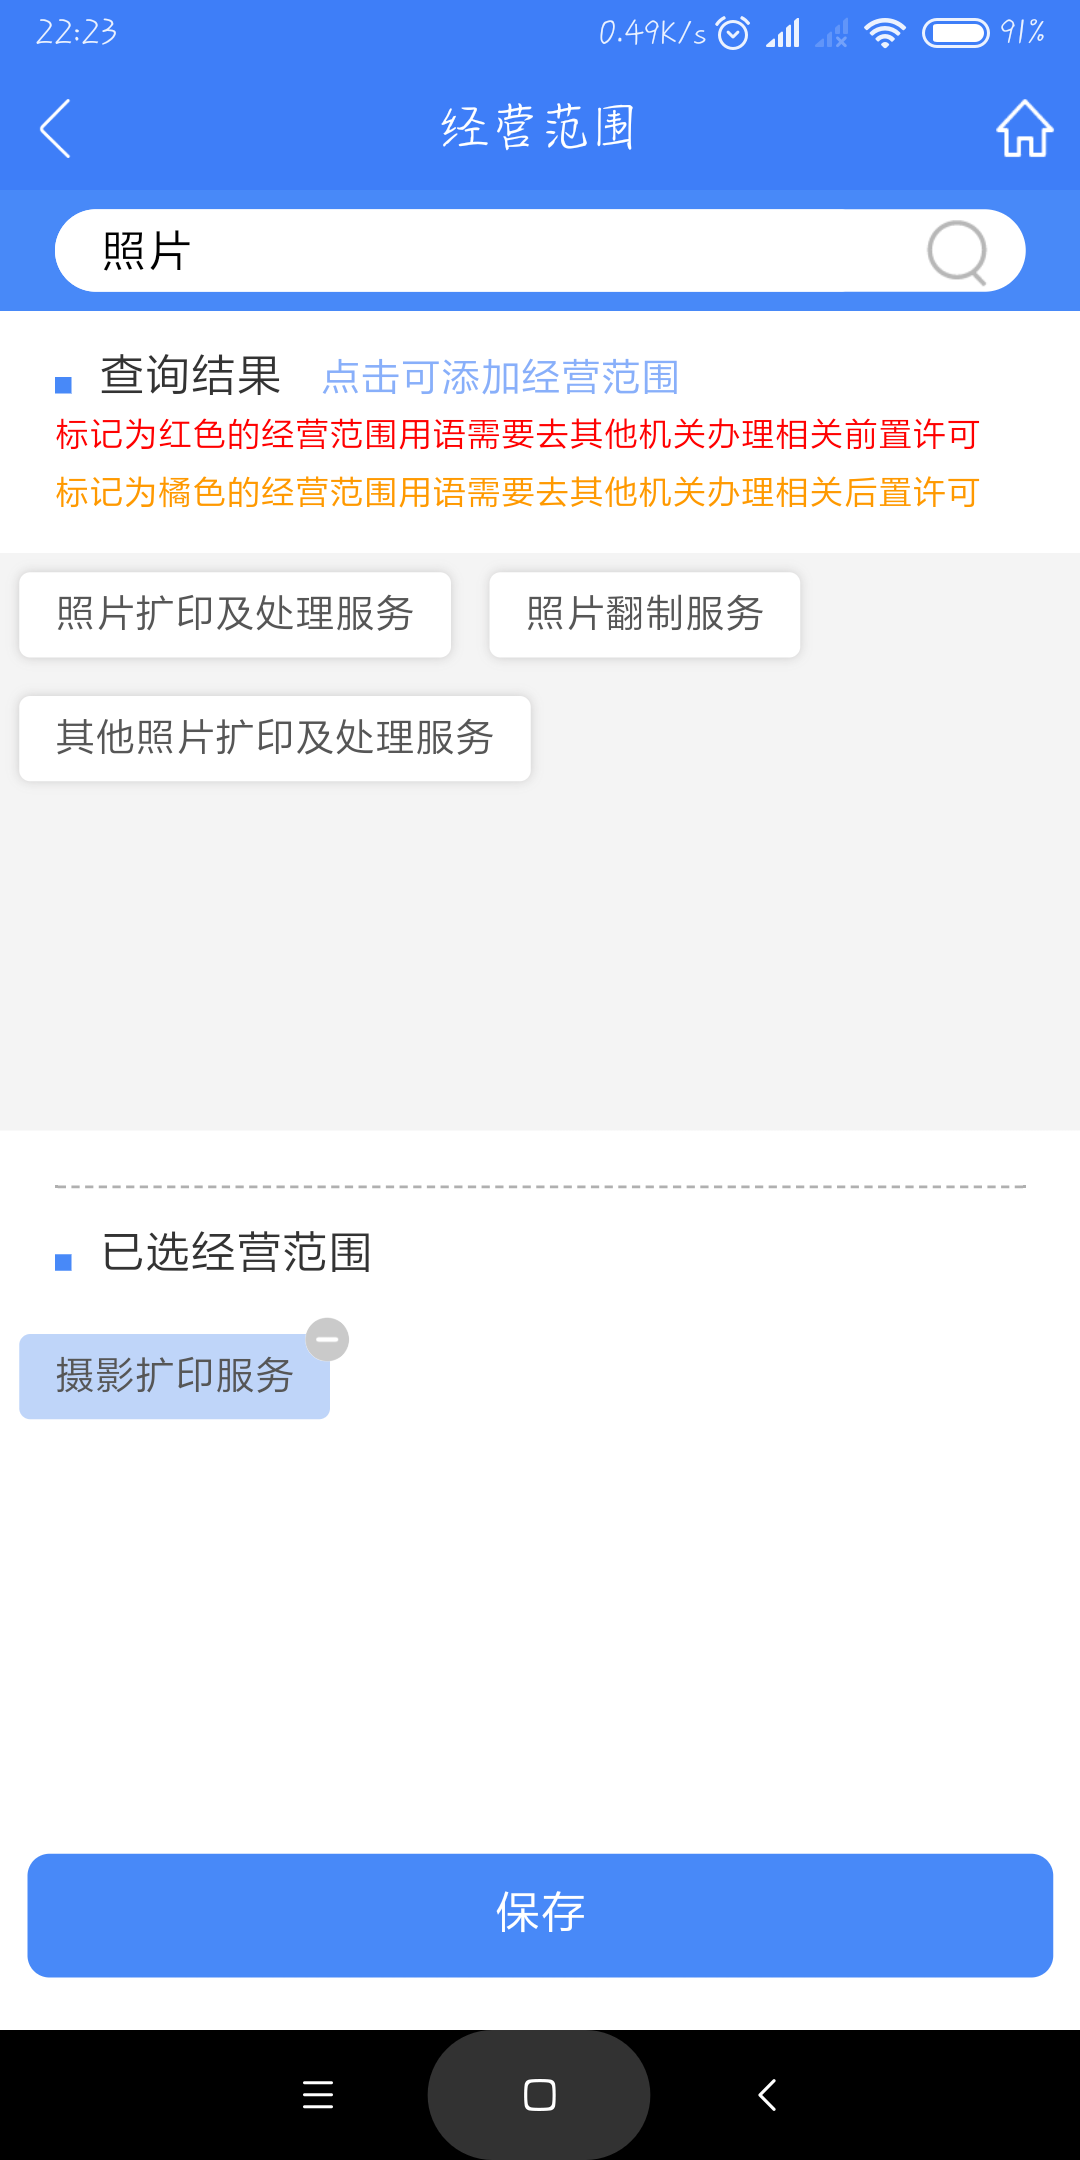 22:23 0.49K/s 91%
经营范围
照片
查询结果 点击可添加经营范围
标记为红色的经营范围用语需要去其他机关办理相关前置许可
标记为橘色的经营范围用语需要去其他机关办理相关后置许可
照片扩印及处理服务 照片翻制服务
其他照片扩印及处理服务
已选经营范围
摄影扩印服务
保存